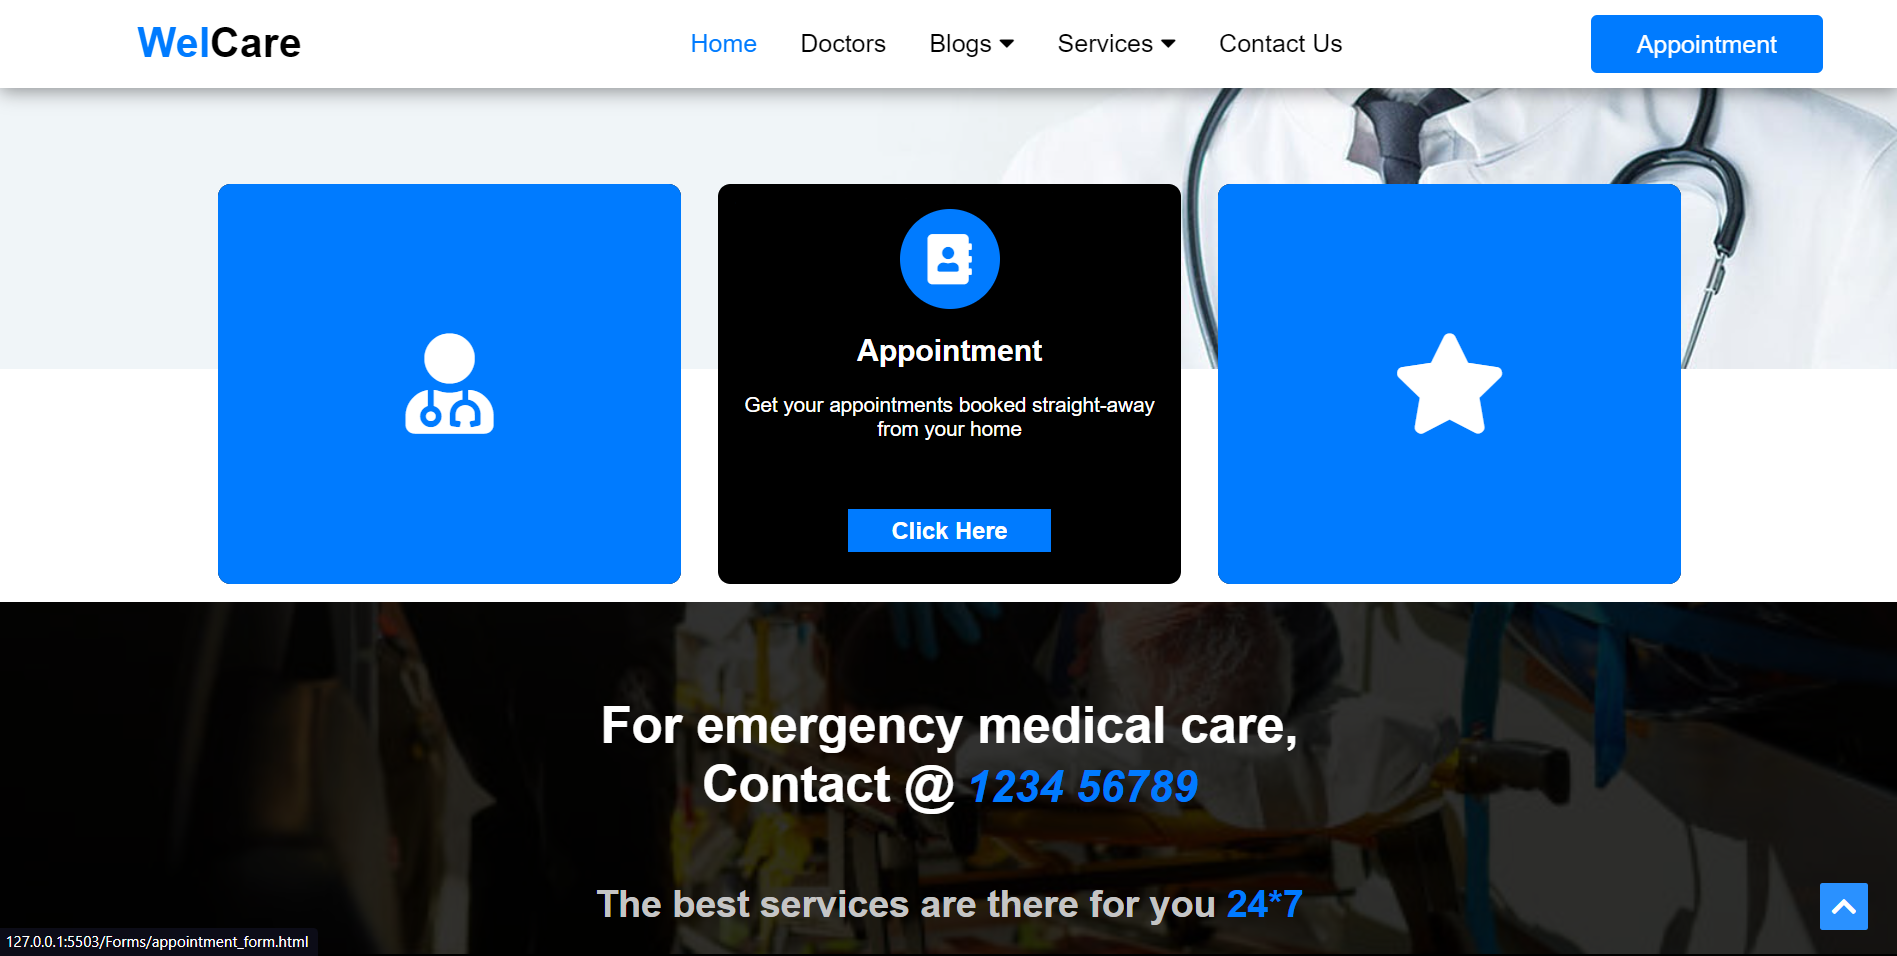 WelCare
Home
Doctors
Blogs
Services
Contact Us
Appointment
Appointment
Get your appointments booked straight-away
from your home
Click Here
For emergency medical care,
Contact @ 1234 56789
The best services are there for you 24*7
127.0.0.1:5503/Forms/appointment_form.html